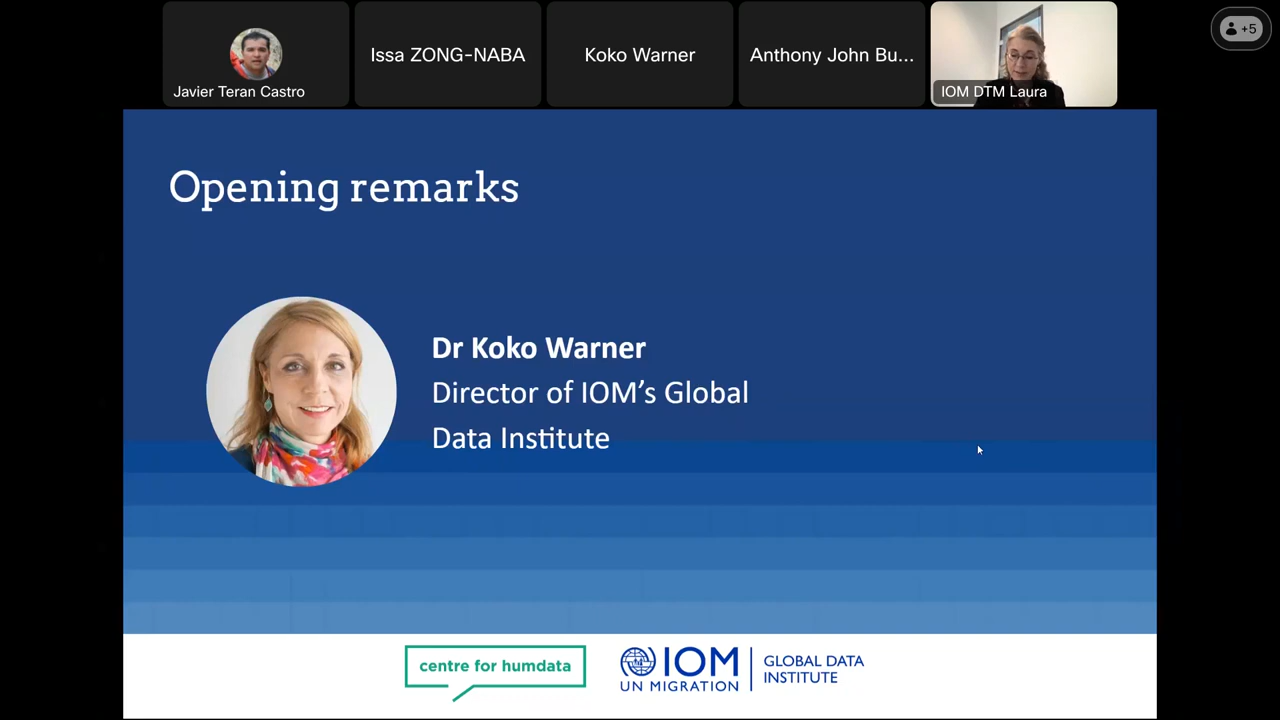 Javier Teran Castro
Issa ZONG-NABA
Koko Warner
Anthony John Bu...
IOM DTM Laura
+5
Opening remarks
Dr Koko Warner
Director of IOM's Global
Data Institute
centre for humdata
IOM
UN MIGRATION
GLOBAL DATA
INSTITUTE